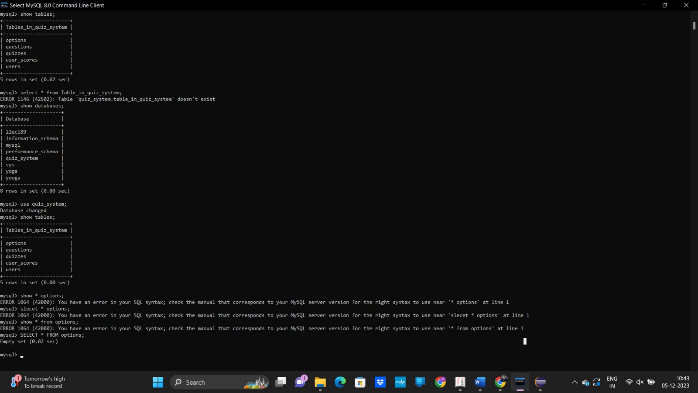 Select MySQL 8.0 Command Line Client
mysql> show tables;
+-----------------------+
| Tables_in_quiz_system |
+-----------------------+
| options               |
| questions             |
| quizzes               |
| user_scores           |
| users                 |
+-----------------------+
5 rows in set (0.02 sec)
mysql> select * from Table_in_quiz_system;
ERROR 1146 (42S02): Table 'quiz_system.table_in_quiz_system' doesn't exist
mysql> show databases;
+--------------------+
| Database           |
+--------------------+
| 22ec189            |
| information_schema |
| mysql              |
| performance_schema |
| quiz_system        |
| sys                |
| yoga               |
| yooga              |
+--------------------+
8 rows in set (0.00 sec)
mysql> use quiz_system;
Database changed
mysql> show tables;
+-----------------------+
| Tables_in_quiz_system |
+-----------------------+
| options               |
| questions             |
| quizzes               |
| user_scores           |
| users                 |
+-----------------------+
5 rows in set (0.00 sec)
mysql> show * options;
ERROR 1064 (42000): You have an error in your SQL syntax; check the manual that corresponds to your MySQL server version for the right syntax to use near '* options' at line 1
mysql> slecet * options;
ERROR 1064 (42000): You have an error in your SQL syntax; check the manual that corresponds to your MySQL server version for the right syntax to use near 'slecet * options' at line 1
mysql> show * from options;
ERROR 1064 (42000): You have an error in your SQL syntax; check the manual that corresponds to your MySQL server version for the right syntax to use near '* from options' at line 1
mysql> SELECT * FROM options;
Empty set (0.02 sec)
mysql> _
Tomorrow's high
To break record
Search
ENG
IN
10:43
05-12-2023